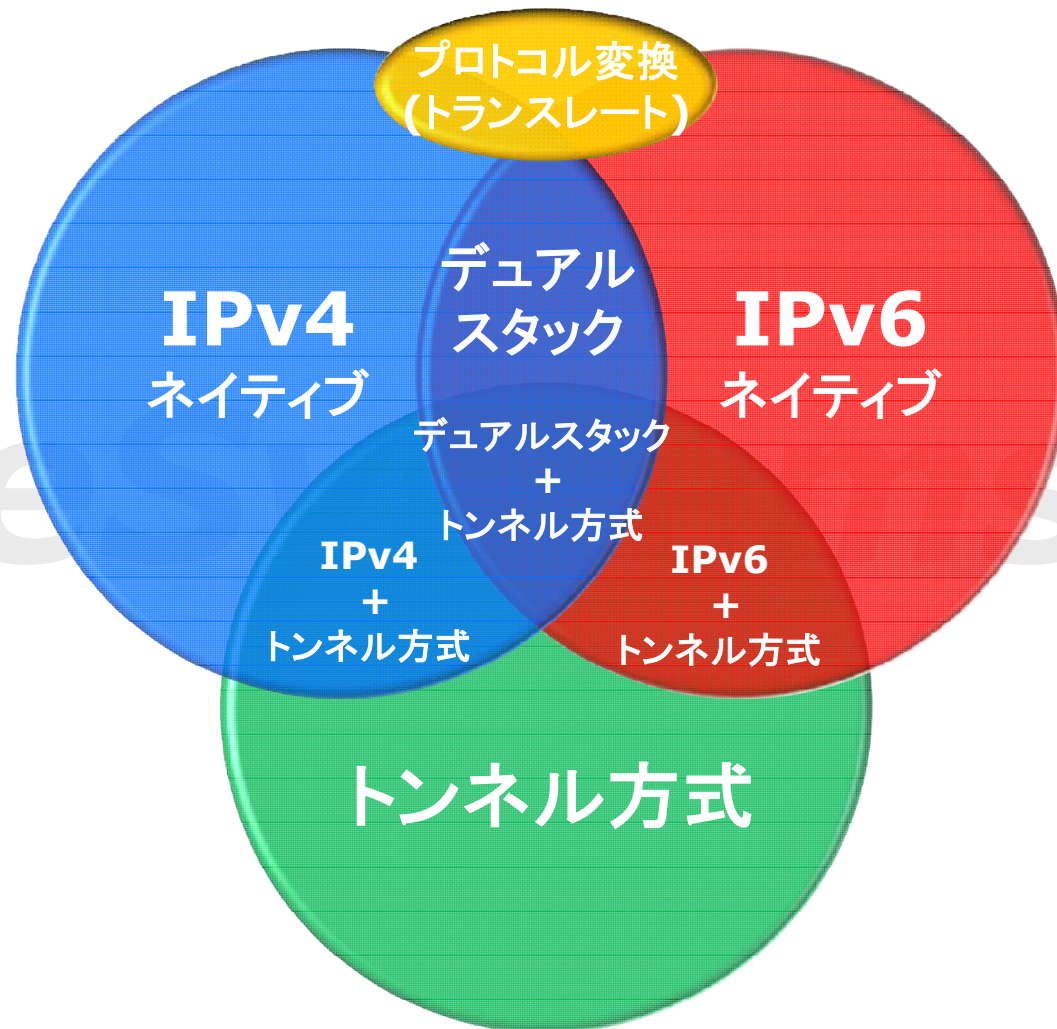 プロトコル変換
(トランスレート)
デュアル
スタック
IPv4
ネイティブ
IPv6
ネイティブ
デュアルスタック
+
トンネル方式
IPv4
+
トンネル方式
IPv6
+
トンネル方式
トンネル方式